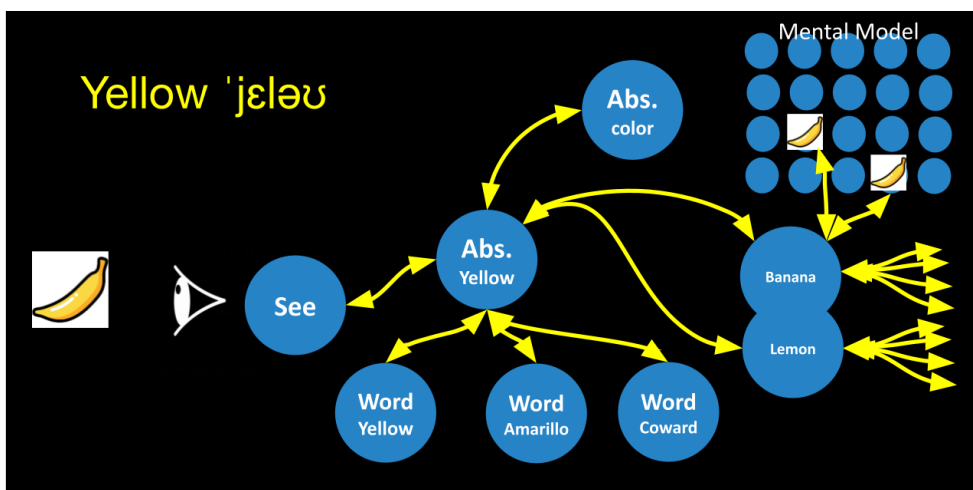 Mental Model
Yellow ˈjɛləʊ
Abs.
color
Abs.
Yellow
See
Banana
Lemon
Word
Yellow
Word
Amarillo
Word
Coward